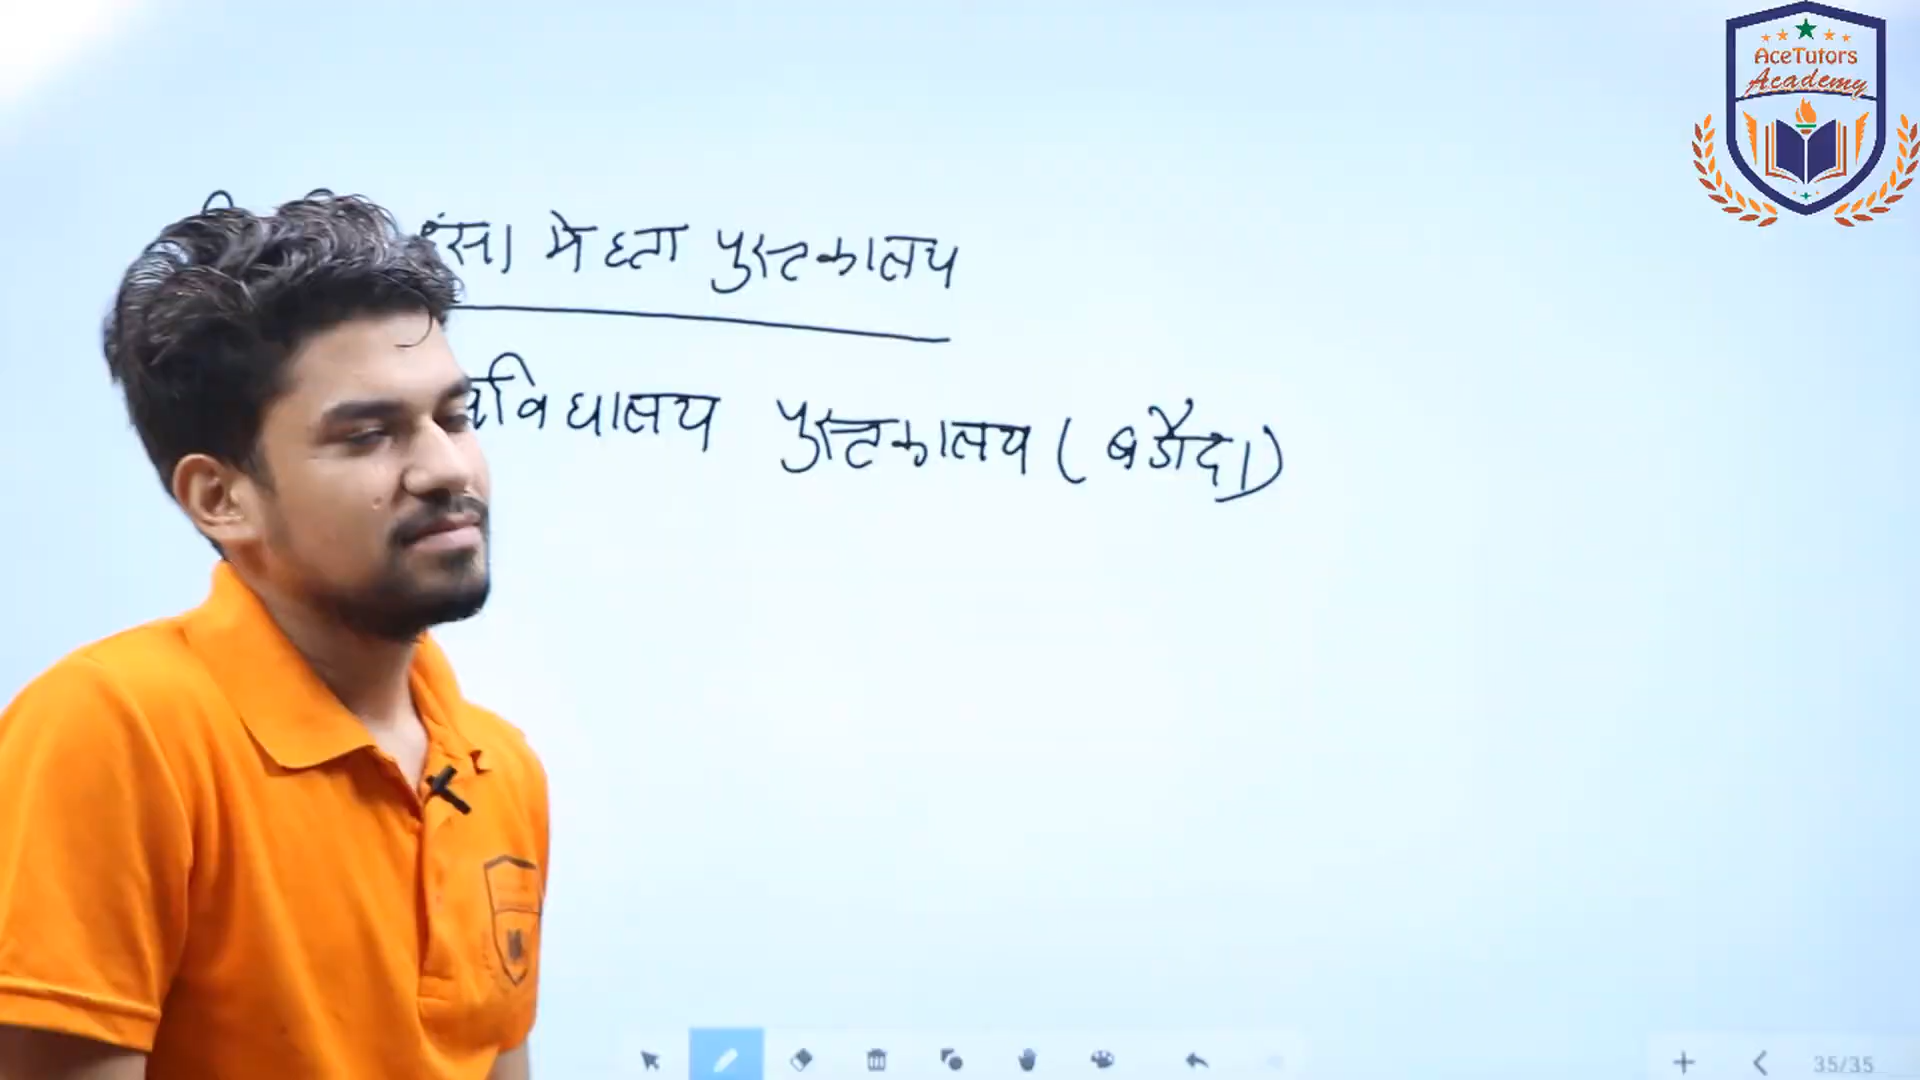 AceTutors
Academy
मेहता पुस्तकालय
विद्यालय पुस्तकालय (बडौदा)
35/35